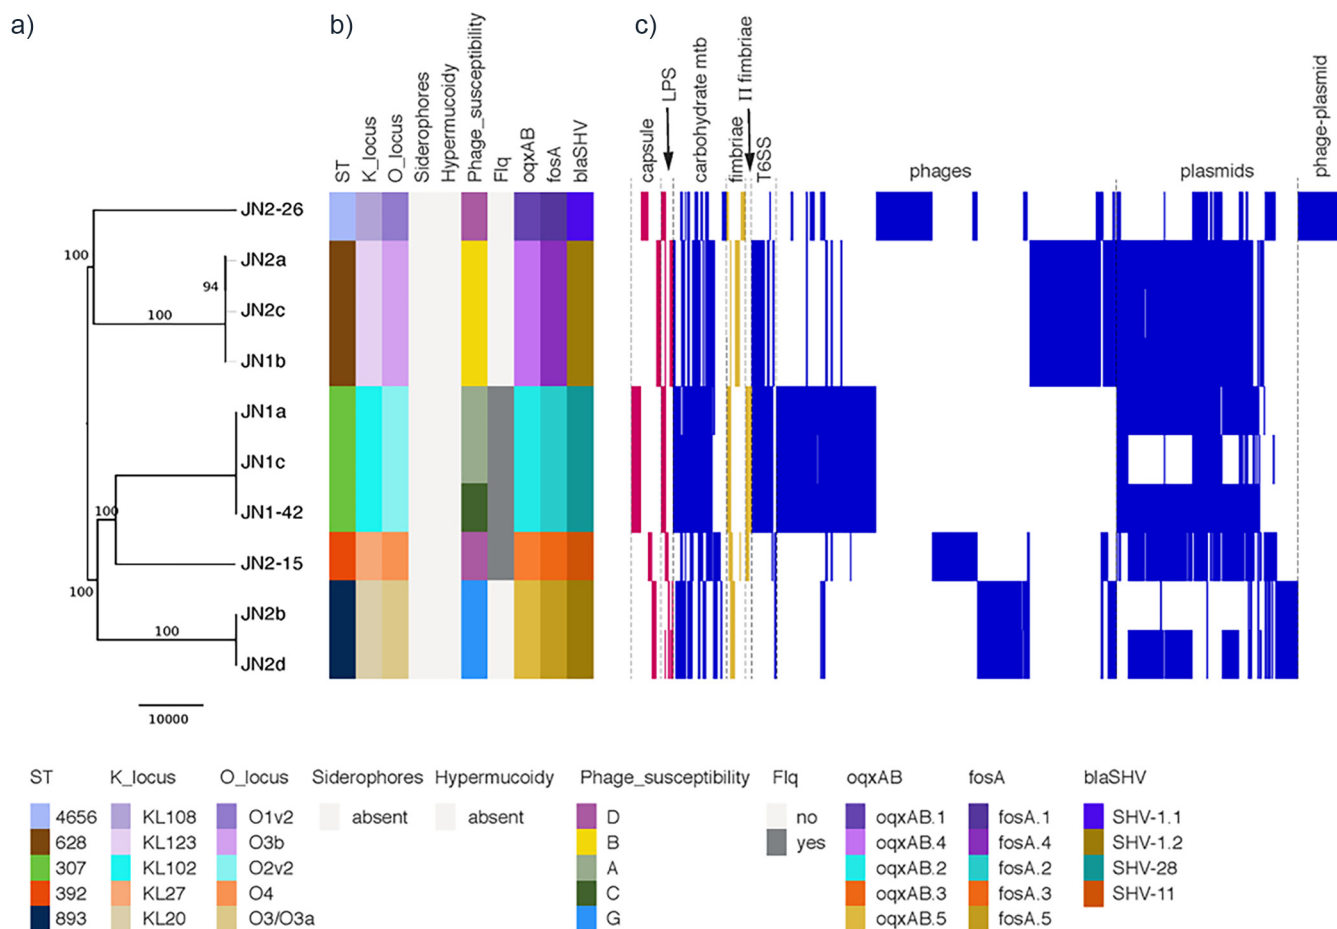 a) b) c)
ST
K_locus
O_locus
Siderophores
Hypermucoidy
Phage_susceptibility
Flq
oqxAB
fosA
blaSHV
capsule
LPS
carbohydrate mtb
fimbriae
Π fimbriae
T6SS
phages
plasmids
phage-plasmid
JN2-26
100
JN2a
94
JN2c
100
JN1b
JN1a
JN1c
100
JN1-42
JN2-15
100
JN2b
100
JN2d
10000
ST K_locus O_locus Siderophores Hypermucoidy Phage_susceptibility Flq oqxAB fosA blaSHV
4656 KL108 O1v2 absent absent D no oqxAB.1 fosA.1 SHV-1.1
628 KL123 O3b B yes oqxAB.4 fosA.4 SHV-1.2
307 KL102 O2v2 A oqxAB.2 fosA.2 SHV-28
392 KL27 O4 C oqxAB.3 fosA.3 SHV-11
893 KL20 O3/O3a G oqxAB.5 fosA.5